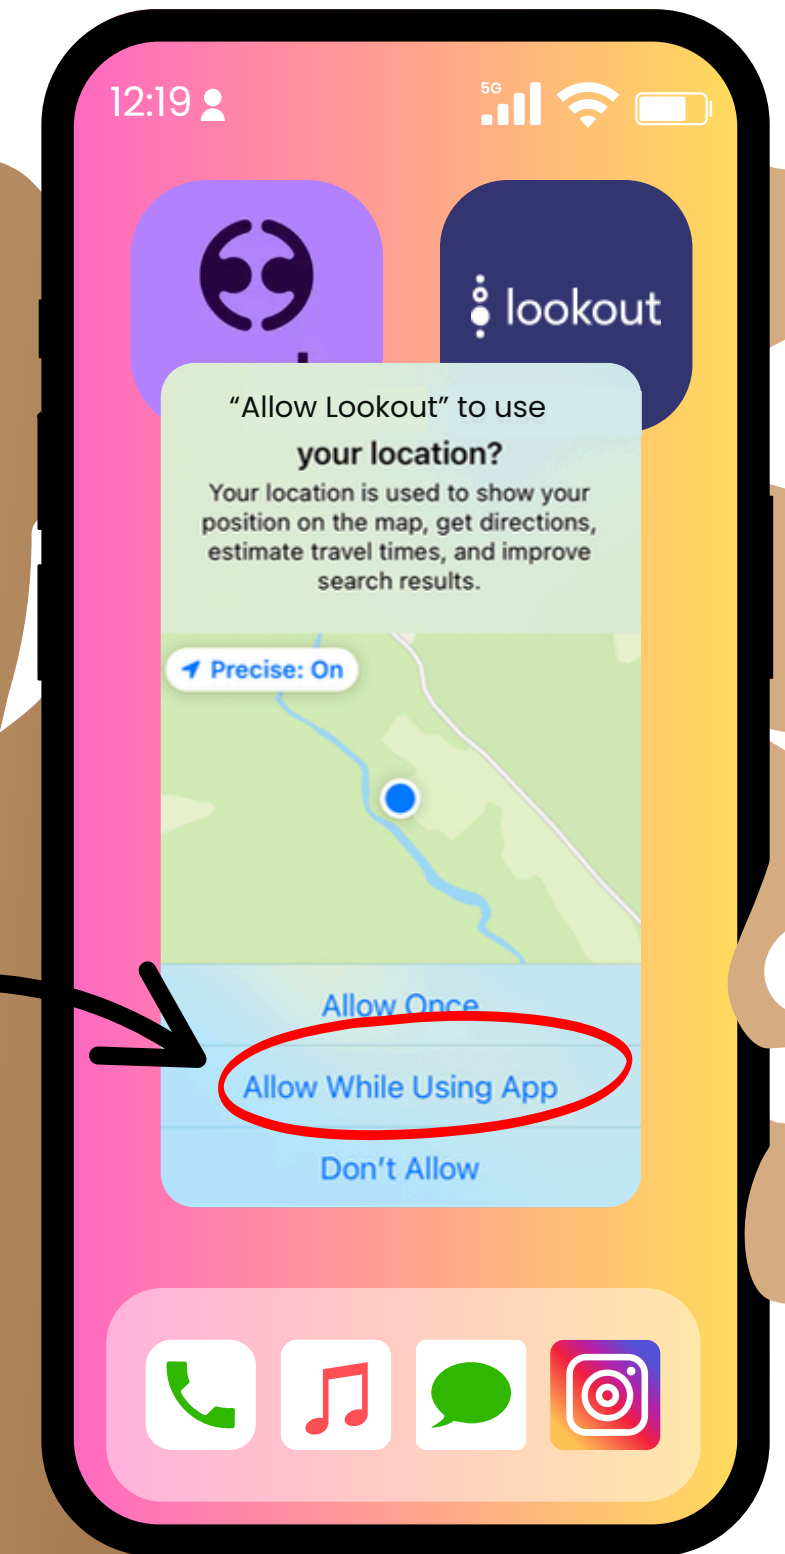 12:19
5G
lookout
“Allow Lookout” to use
your location?
Your location is used to show your
position on the map, get directions,
estimate travel times, and improve
search results.
Precise: On
Allow Once
Allow While Using App
Don't Allow